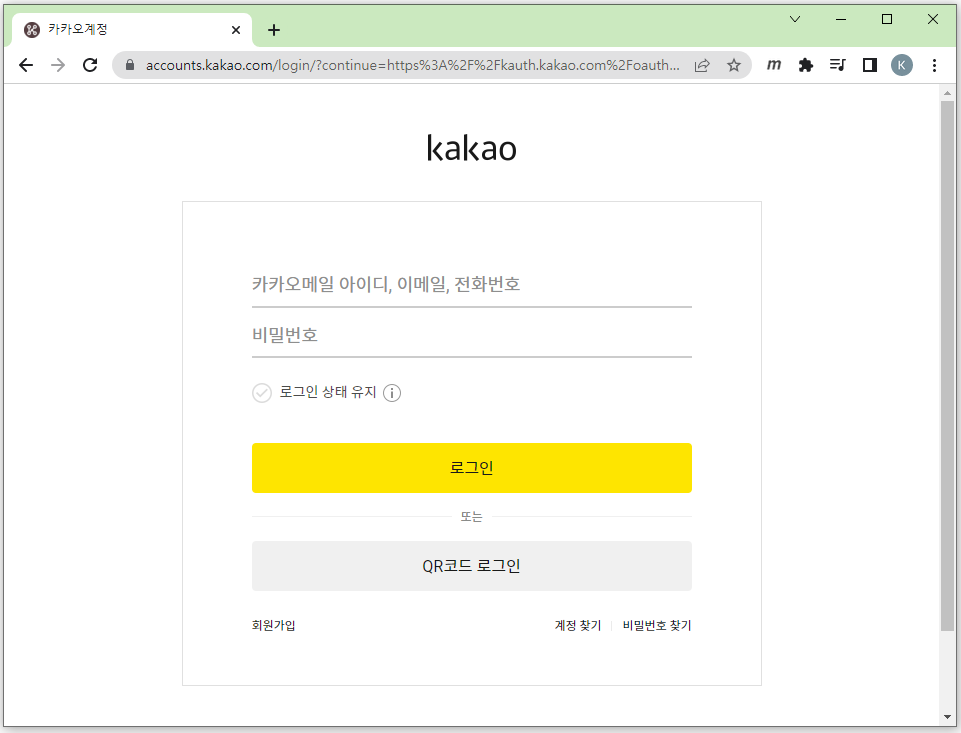 카카오계정
accounts.kakao.com/login/?continue=https%3A%2F%2Fkauth.kakao.com%2Foauth...
m
K
kakao
카카오메일 아이디, 이메일, 전화번호
비밀번호
로그인 상태 유지
로그인
또는
QR코드 로그인
회원가입 계정 찾기 비밀번호 찾기